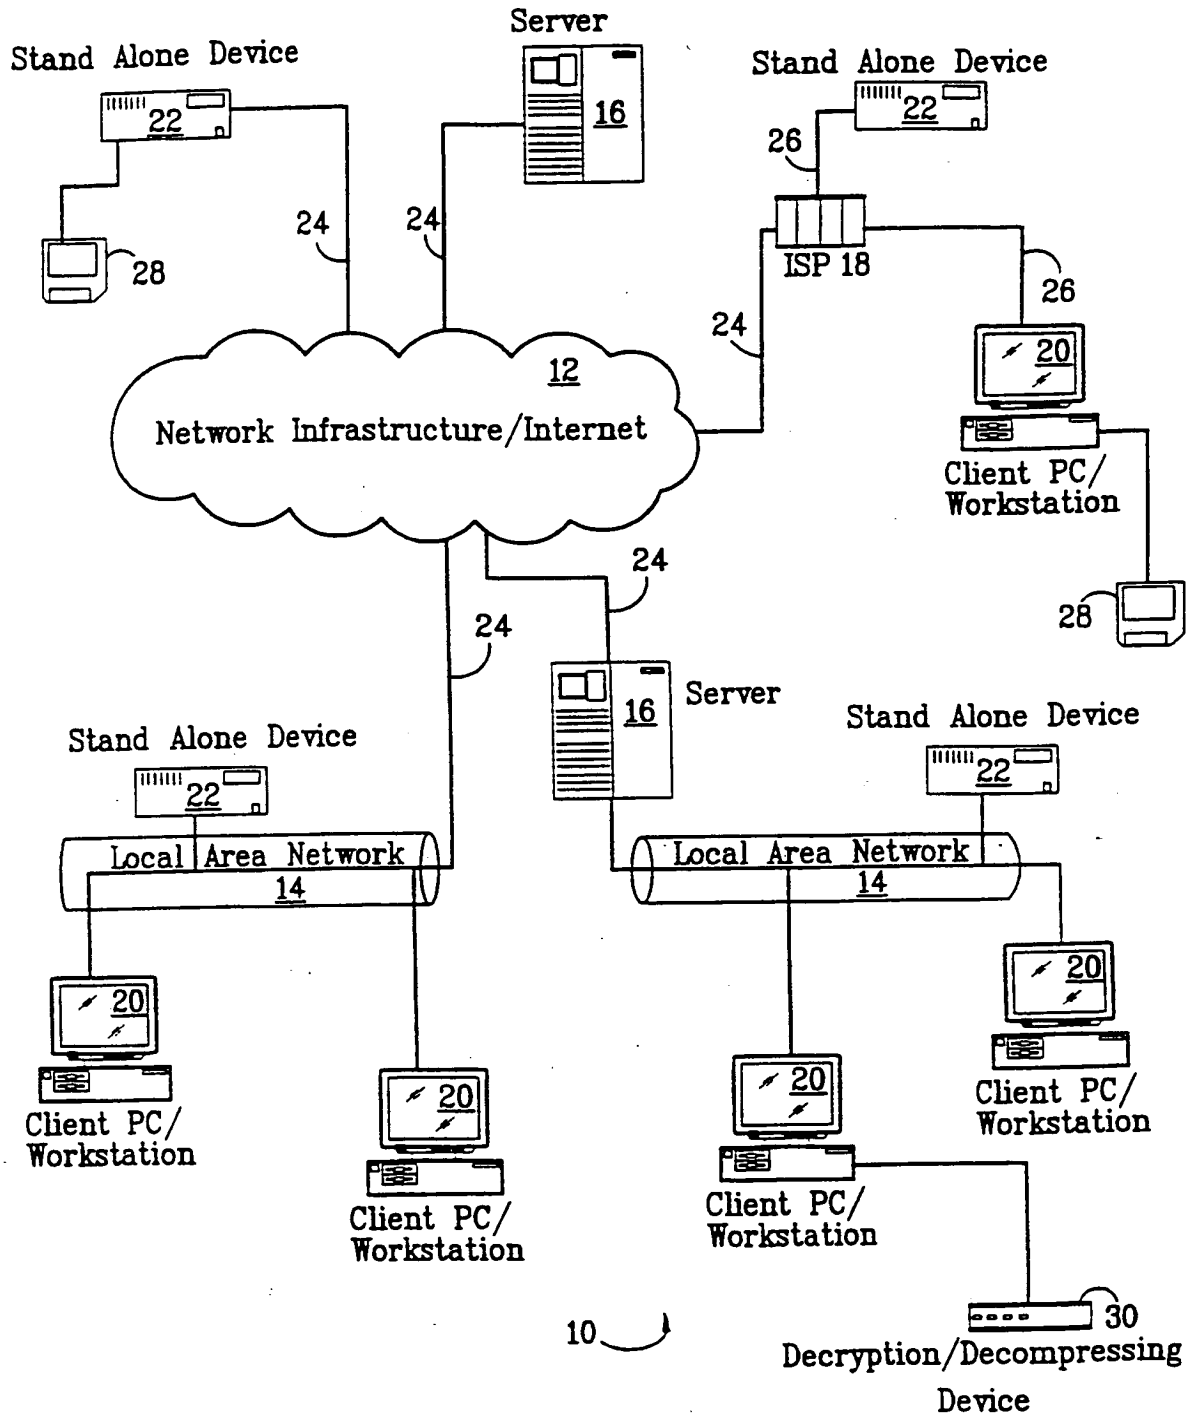 Server
Stand Alone Device
22
16
Stand Alone Device
22
26
24
24
28
ISP 18
26
24
20
12
Network Infrastructure/Internet
Client PC/
Workstation
24
24
28
16
Server
Stand Alone Device
22
Stand Alone Device
22
Local Area Network
14
Local Area Network
14
20
Client PC/
Workstation
20
Client PC/
Workstation
20
Client PC/
Workstation
20
Client PC/
Workstation
10
30
Decryption/Decompressing
Device